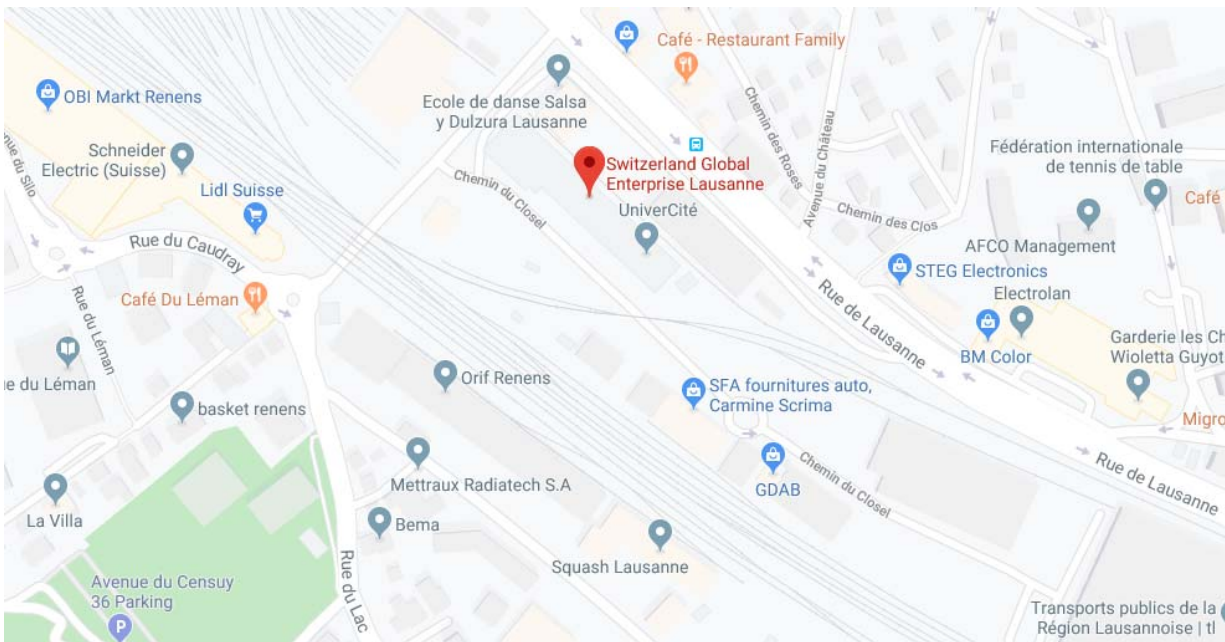 Café - Restaurant Family
OBI Markt Renens
Ecole de danse Salsa
y Dulzura Lausanne
Schneider
Electric (Suisse)
Lidl Suisse
Switzerland Global
Enterprise Lausanne
UniverCité
Chemin du Closel
Chemin des Roses
Avenue du Château
Chemin des Clos
Fédération internationale
de tennis de table
Café
AFCO Management
nue du Silo
Rue du Caudray
Rue du Léman
Café Du Léman
STEG Electronics
Electrolan
BM Color
Rue de Lausanne
Garderie les Ch
Wioletta Guyot
Migro
ue du Léman
basket renens
Orif Renens
SFA fournitures auto,
Carmine Scrima
Mettraux Radiatech S.A
GDAB
Chemin du Closel
Rue de Lausanne
La Villa
Bema
Rue du Lac
Squash Lausanne
Avenue du Censuy
36 Parking
P
Transports publics de la
Région Lausannoise | tl